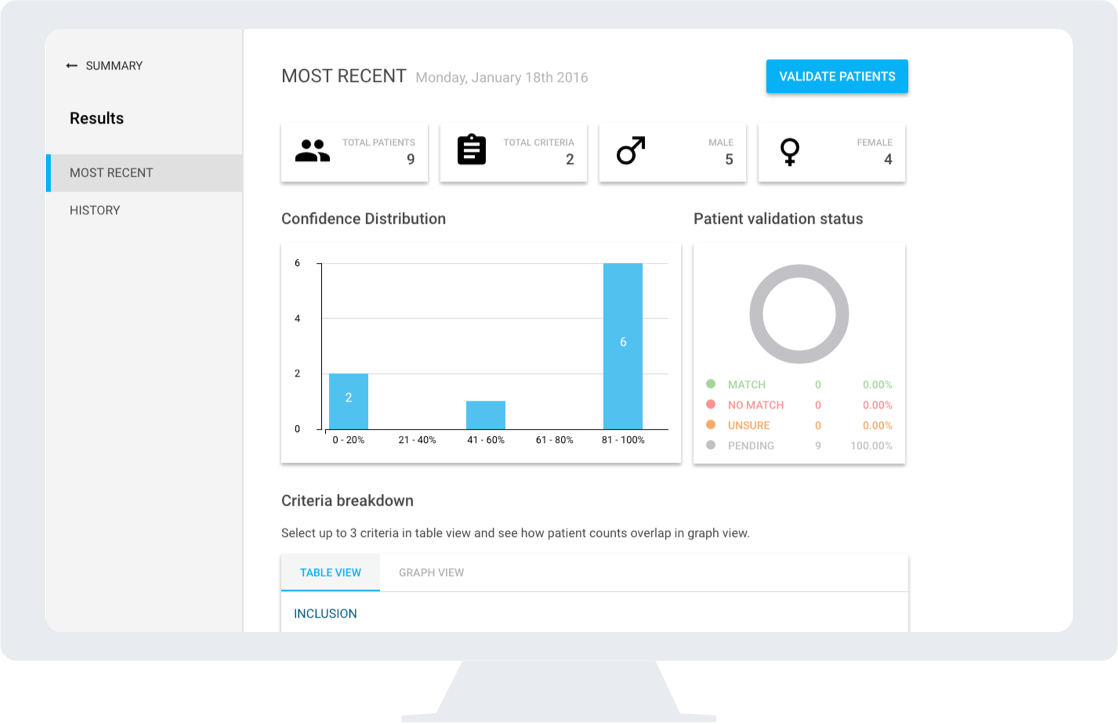 ← SUMMARY
Results
MOST RECENT
HISTORY
MOST RECENT Monday, January 18th 2016
VALIDATE PATIENTS
TOTAL PATIENTS
9
TOTAL CRITERIA
2
MALE
5
FEMALE
4
Confidence Distribution
6
4
2
0
2
6
0 - 20% 21 - 40% 41 - 60% 61 - 80% 81 - 100%
Patient validation status
MATCH 0 0.00%
NO MATCH 0 0.00%
UNSURE 0 0.00%
PENDING 9 100.00%
Criteria breakdown
Select up to 3 criteria in table view and see how patient counts overlap in graph view.
TABLE VIEW GRAPH VIEW
INCLUSION